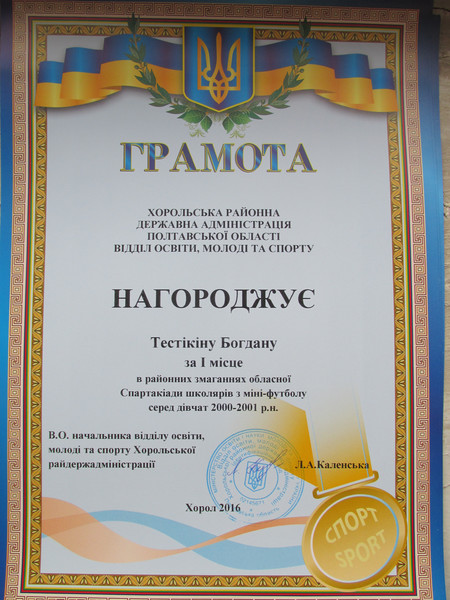 ГРАМОТА
ХОРОЛЬСЬКА РАЙОННА
ДЕРЖАВНА АДМІНІСТРАЦІЯ
ПОЛТАВСЬКОЇ ОБЛАСТІ
ВІДДІЛ ОСВІТИ, МОЛОДІ ТА СПОРТУ
НАГОРОДЖУЄ
Тестікіну Богдану
за І місце
в районних змаганнях обласної
Спартакіади школярів з міні-футболу
серед дівчат 2000-2001 р.н.
В.О. начальника відділу освіти,
молоді та спорту Хорольської
райдержадміністрації
Л.А.Каленська
Хорол 2016
СПОРТ
SPORT